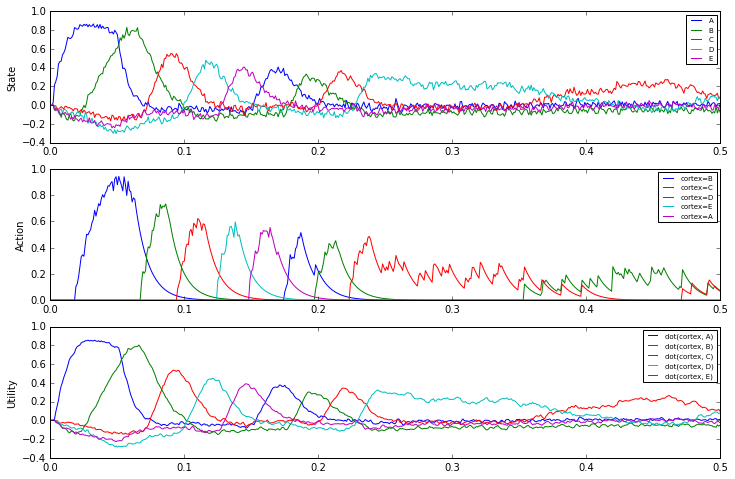 1.0
0.8
0.6
0.4
0.2
0.0
−0.2
−0.4
State
A
B
C
D
E
0.0 0.1 0.2 0.3 0.4 0.5
1.0
0.8
0.6
0.4
0.2
0.0
Action
cortex=B
cortex=C
cortex=D
cortex=E
cortex=A
0.0 0.1 0.2 0.3 0.4 0.5
1.0
0.8
0.6
0.4
0.2
0.0
−0.2
−0.4
Utility
dot(cortex, A)
dot(cortex, B)
dot(cortex, C)
dot(cortex, D)
dot(cortex, E)
0.0 0.1 0.2 0.3 0.4 0.5